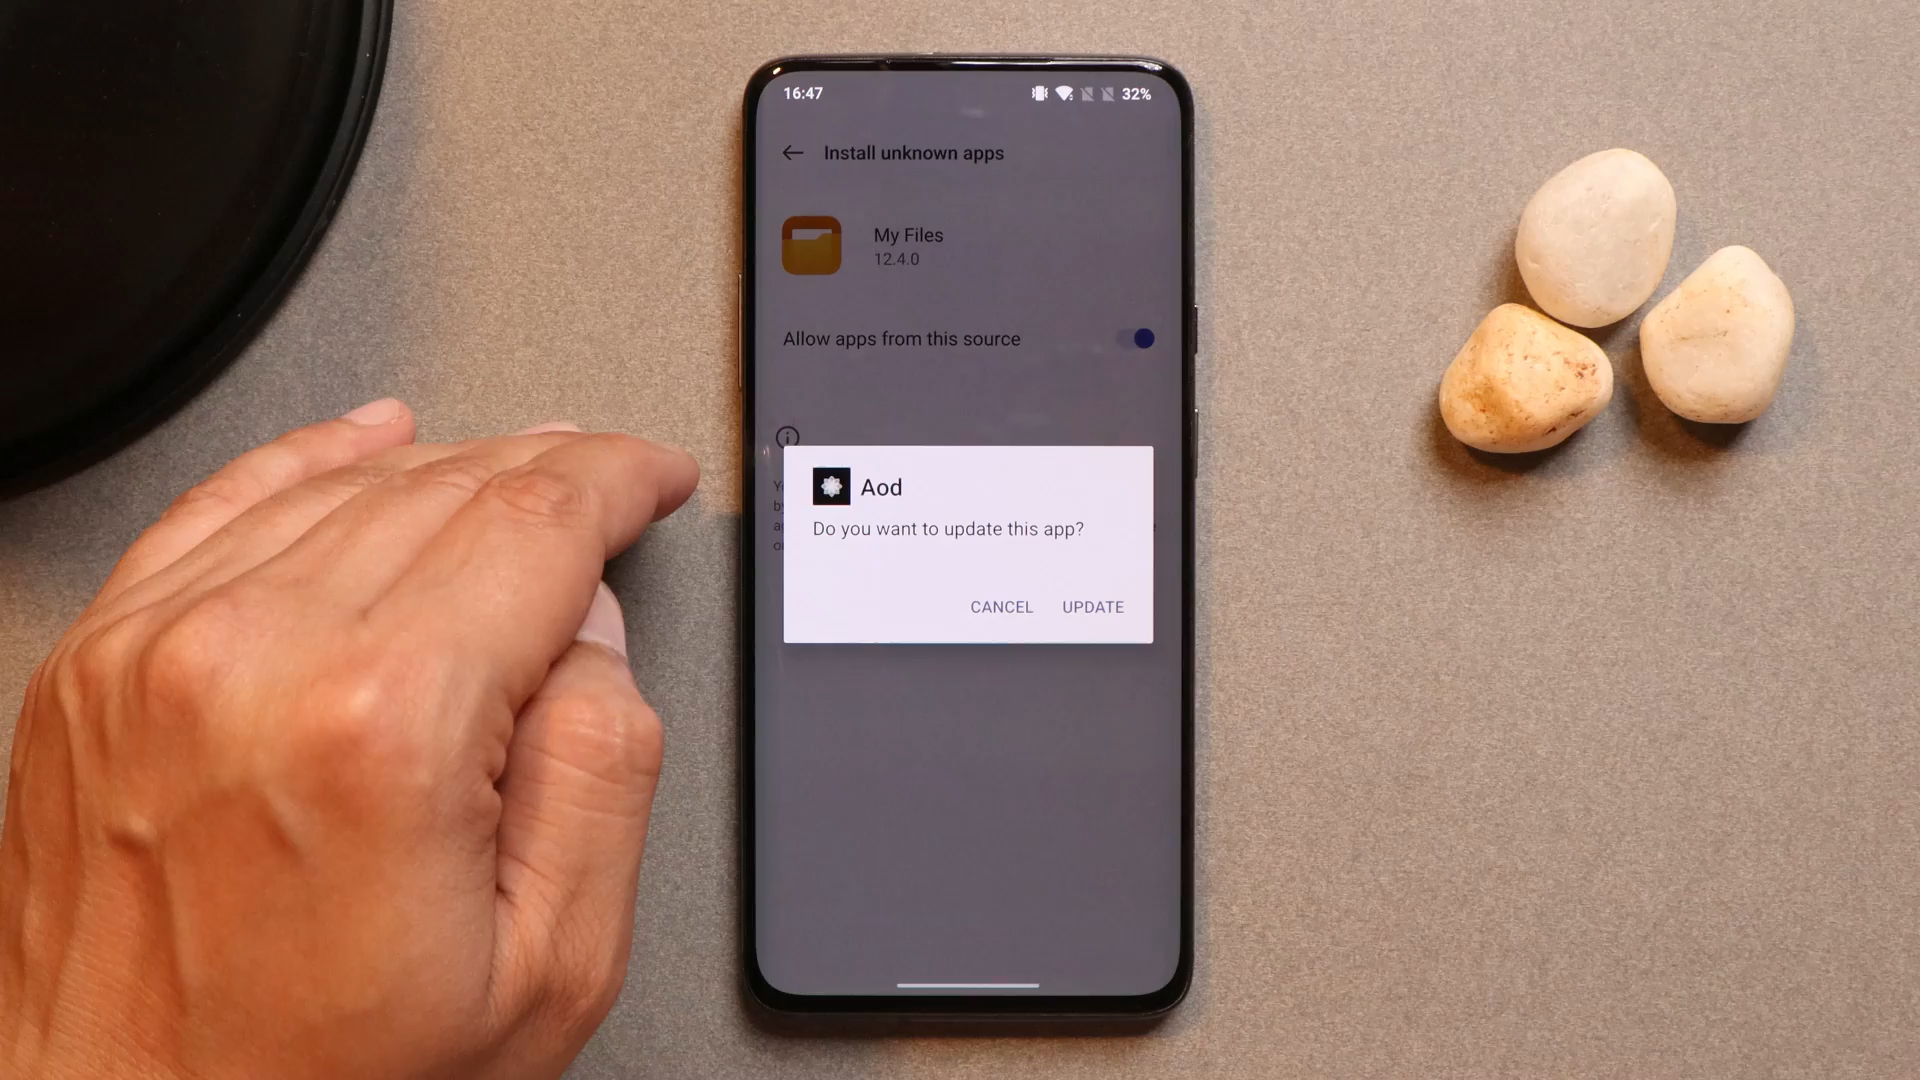 16:47
32%
Install unknown apps
My Files
12.4.0
Allow apps from this source
Aod
Do you want to update this app?
CANCEL UPDATE